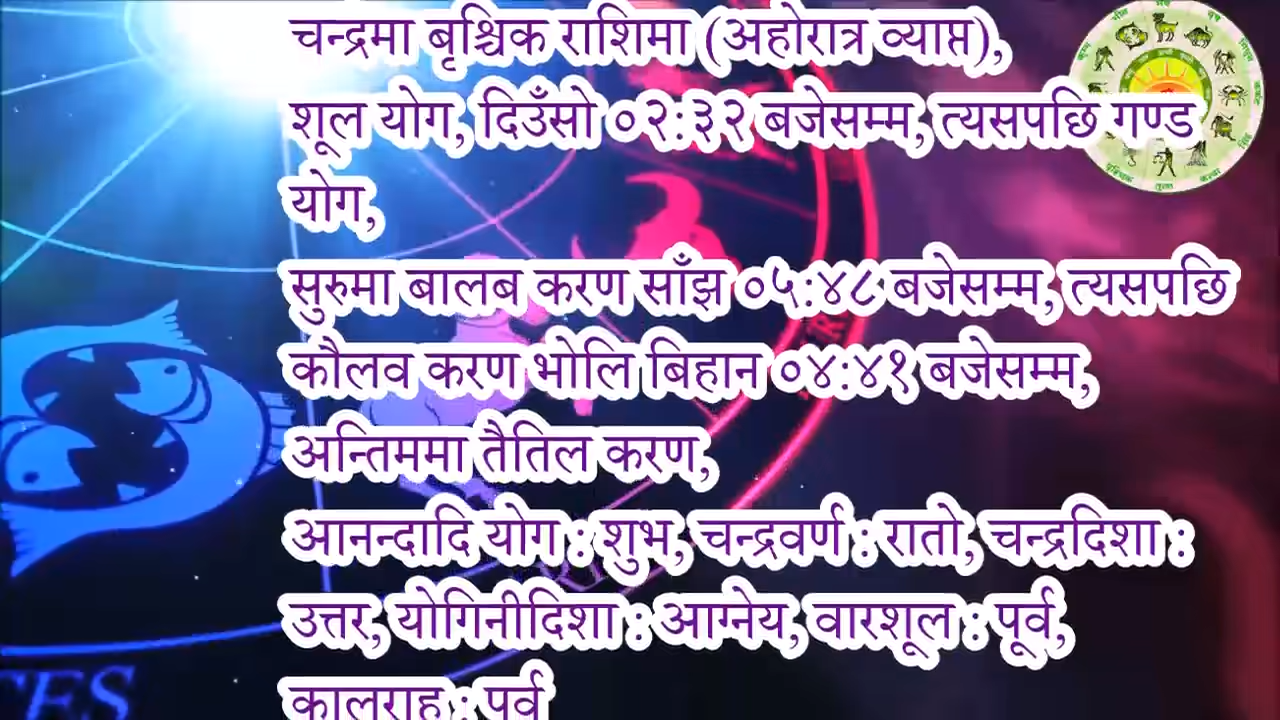 चन्द्रमा बृश्चिक राशिमा (अहोरात्र व्याप्त),
शूल योग, दिउँसो ०२:३२ बजेसम्म, त्यसपछि गण्ड
योग,
सुरुमा बालब करण साँझ ०५:४८ बजेसम्म, त्यसपछि
कौलव करण भोलि बिहान ०४:४१ बजेसम्म,
अन्तिममा तैतिल करण,
आनन्दादि योग : शुभ, चन्द्रवर्ण : रातो, चन्द्रदिशा :
उत्तर, योगिनीदिशा : आग्नेय, वारशूल : पूर्व,
कालराहु : पूर्व